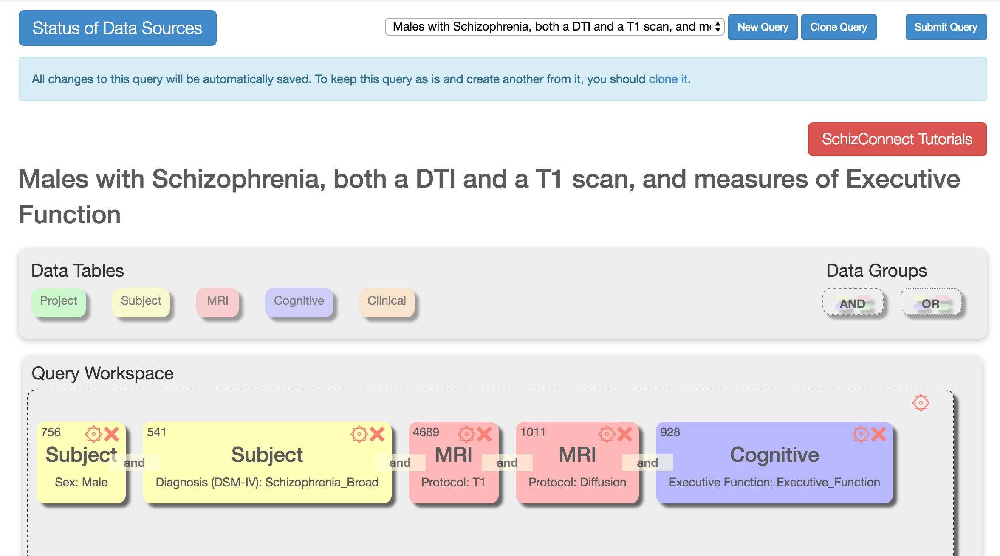 Status of Data Sources
Males with Schizophrenia, both a DTI and a T1 scan, and me
New Query
Clone Query
Submit Query
All changes to this query will be automatically saved. To keep this query as is and create another from it, you should clone it.
SchizConnect Tutorials
Males with Schizophrenia, both a DTI and a T1 scan, and measures of Executive
Function
Data Tables
Data Groups
Project
Subject
MRI
Cognitive
Clinical
AND
OR
Query Workspace
756
Subject
Sex: Male
and
541
Subject
Diagnosis (DSM-IV): Schizophrenia_Broad
and
4689
MRI
Protocol: T1
and
1011
MRI
Protocol: Diffusion
and
928
Cognitive
Executive Function: Executive_Function